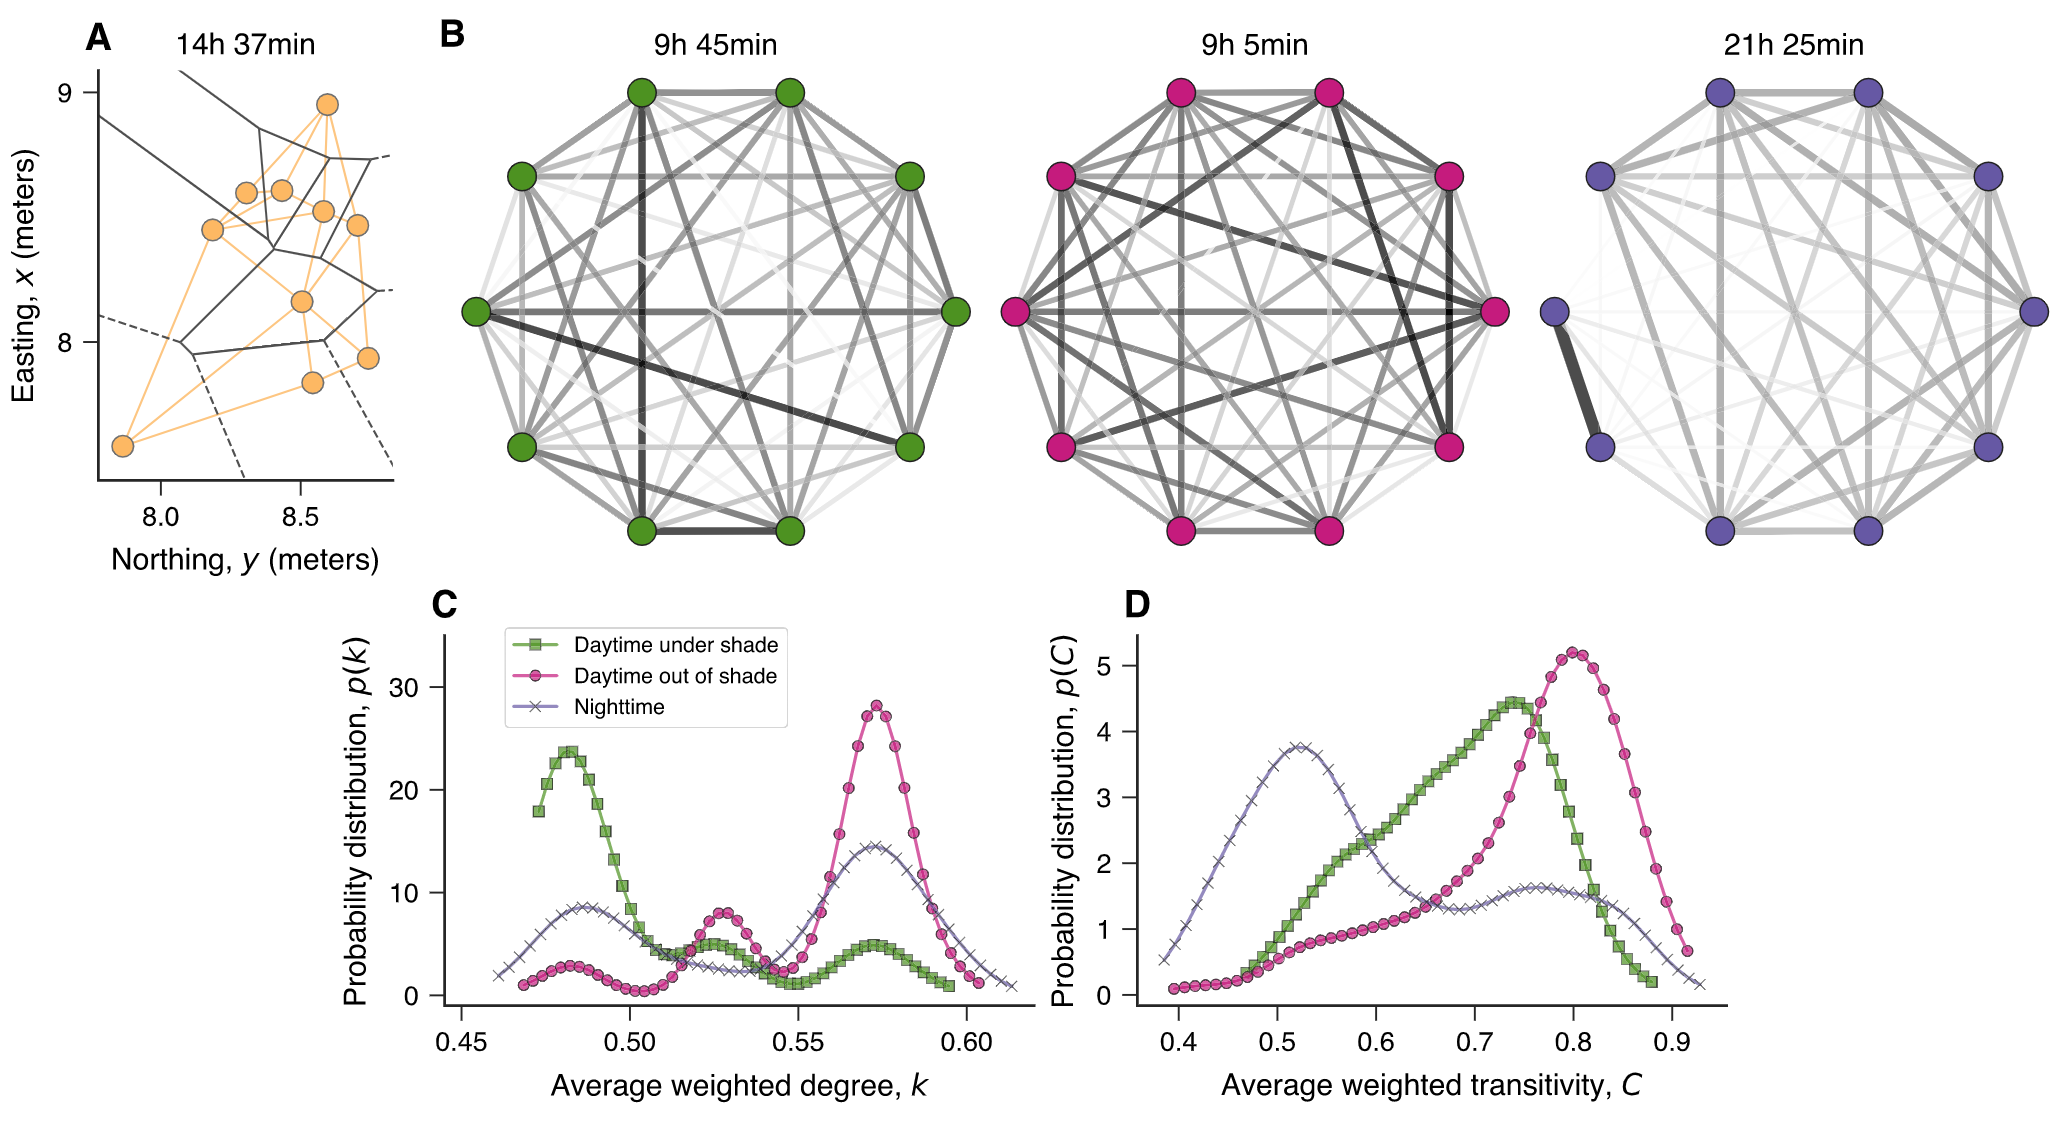 A
14h 37min
9
8
8.0
8.5
Easting, x (meters)
Northing, y (meters)
B
9h 45min
9h 5min
21h 25min
C
Daytime under shade
Daytime out of shade
Nighttime
30
20
10
0
0.45
0.50
0.55
0.60
Probability distribution, p(k)
Average weighted degree, k
D
5
4
3
2
1
0
0.4
0.5
0.6
0.7
0.8
0.9
Probability distribution, p(C)
Average weighted transitivity, C